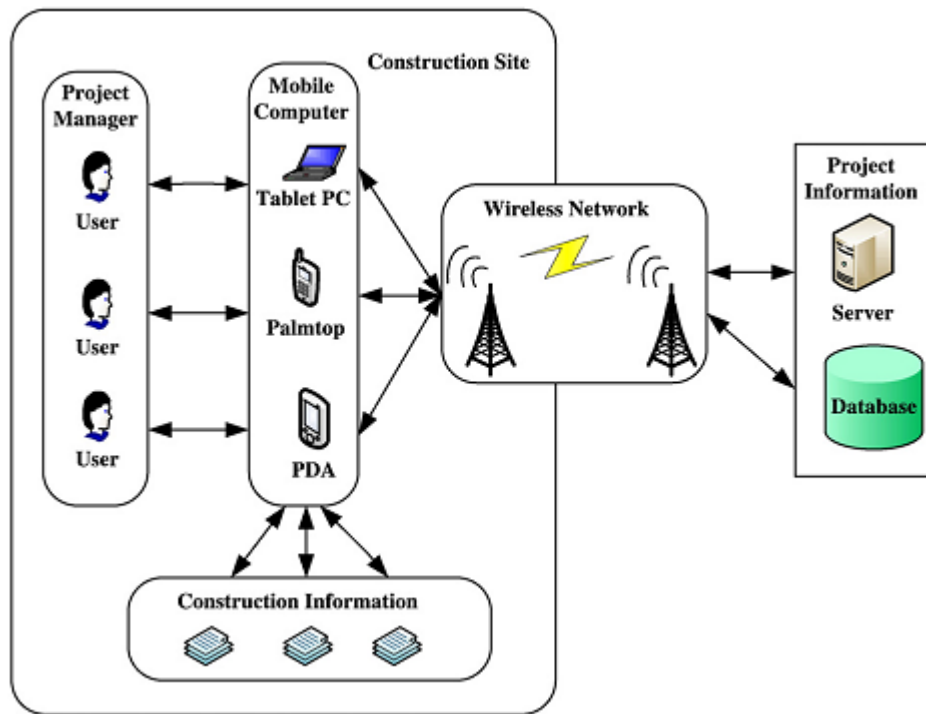 Construction Site
Project
Manager
User
User
User
Mobile
Computer
Tablet PC
Palmtop
PDA
Wireless Network
Project
Information
Server
Database
Construction Information